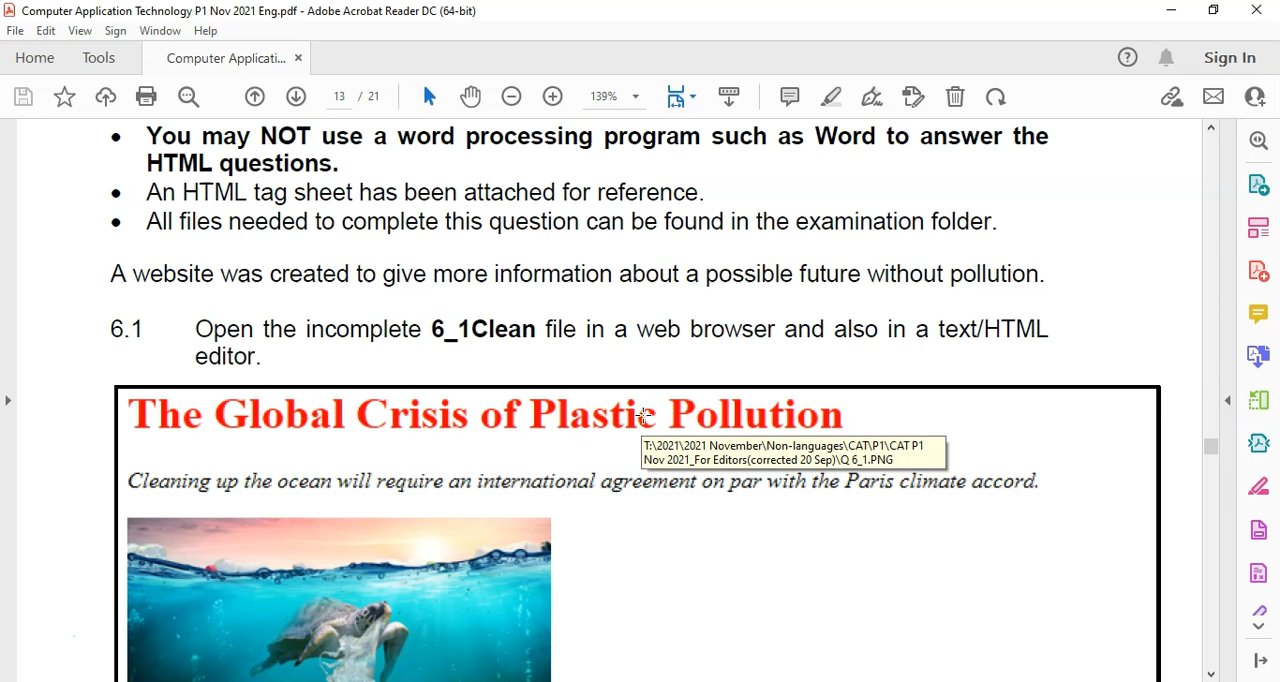 Computer Application Technology P1 Nov 2021 Eng.pdf - Adobe Acrobat Reader DC (64-bit)
File Edit View Sign Window Help
Home Tools Computer Applicati... × Sign In
13 / 21 139%
• You may NOT use a word processing program such as Word to answer the
HTML questions.
• An HTML tag sheet has been attached for reference.
• All files needed to complete this question can be found in the examination folder.
A website was created to give more information about a possible future without pollution.
6.1 Open the incomplete 6_1Clean file in a web browser and also in a text/HTML
editor.
The Global Crisis of Plastic Pollution
T:\2021\2021 November\Non-languages\CAT\P1\CAT P1
Nov 2021_For Editors(corrected 20 Sep)\Q 6_1.PNG
Cleaning up the ocean will require an international agreement on par with the Paris climate accord.